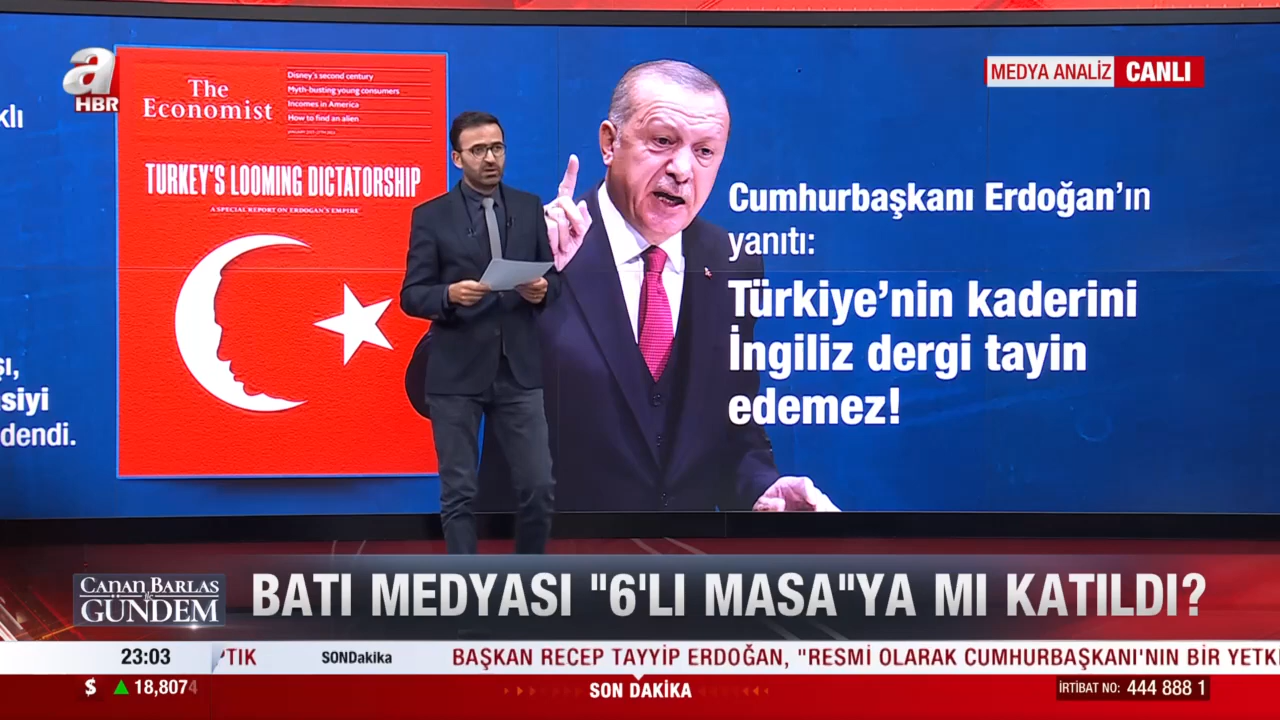 a
HBR
klı
şı,
siyi
dendi.
The
Economist
Disney's second century
Myth-busting young consumers
Incomes in America
How to find an alien
TURKEY'S LOOMING DICTATORSHIP
A SPECIAL REPORT ON ERDOGAN'S EMPIRE
MEDYA ANALİZ CANLI
Cumhurbaşkanı Erdoğan'ın
yanıtı:
Türkiye'nin kaderini
İngiliz dergi tayin
edemez!
CANAN BARLAS
ile
GÜNDEM
BATI MEDYASI "6'LI MASA"YA MI KATILDI?
23:03
TIK SONDakika BAŞKAN RECEP TAYYİP ERDOĞAN, "RESMİ OLARAK CUMHURBAŞKANI'NIN BİR YETKİ
$ 18,8074
SON DAKİKA
İRTİBAT NO: 444 888 1